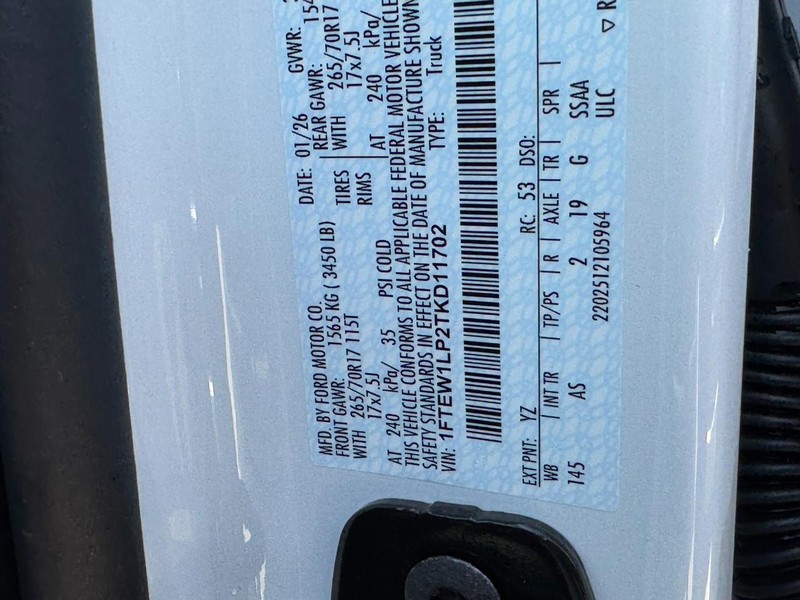 MFD. BY FORD MOTOR CO.
DATE: 01/26 GVWR:
FRONT GAWR: 1565 KG ( 3450 LB) REAR GAWR: 154
WITH 265/70R17 115T TIRES WITH 265/70R17
17x7.5J RIMS 17x7.5J
AT 240 kPa/ 35 PSI COLD AT 240 kPa/
THIS VEHICLE CONFORMS TO ALL APPLICABLE FEDERAL MOTOR VEHICLE
SAFETY STANDARDS IN EFFECT ON THE DATE OF MANUFACTURE SHOWN
VIN: 1FTEW1LP2TKD11702 TYPE: Truck
EXT PNT: YZ RC: 53 DSO:
WB | INT TR | TP/PS | R | AXLE | TR | SPR |
145 AS 2 19 G SSAA
2202512105964 ULC
▽ R